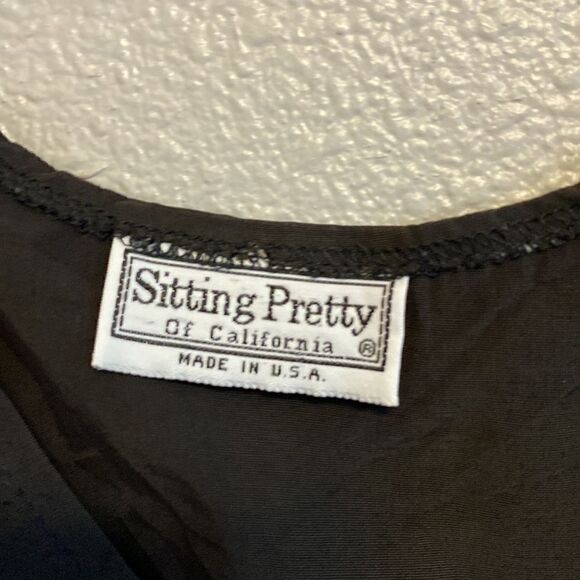 Sitting Pretty
Of California ®
MADE IN U.S.A.